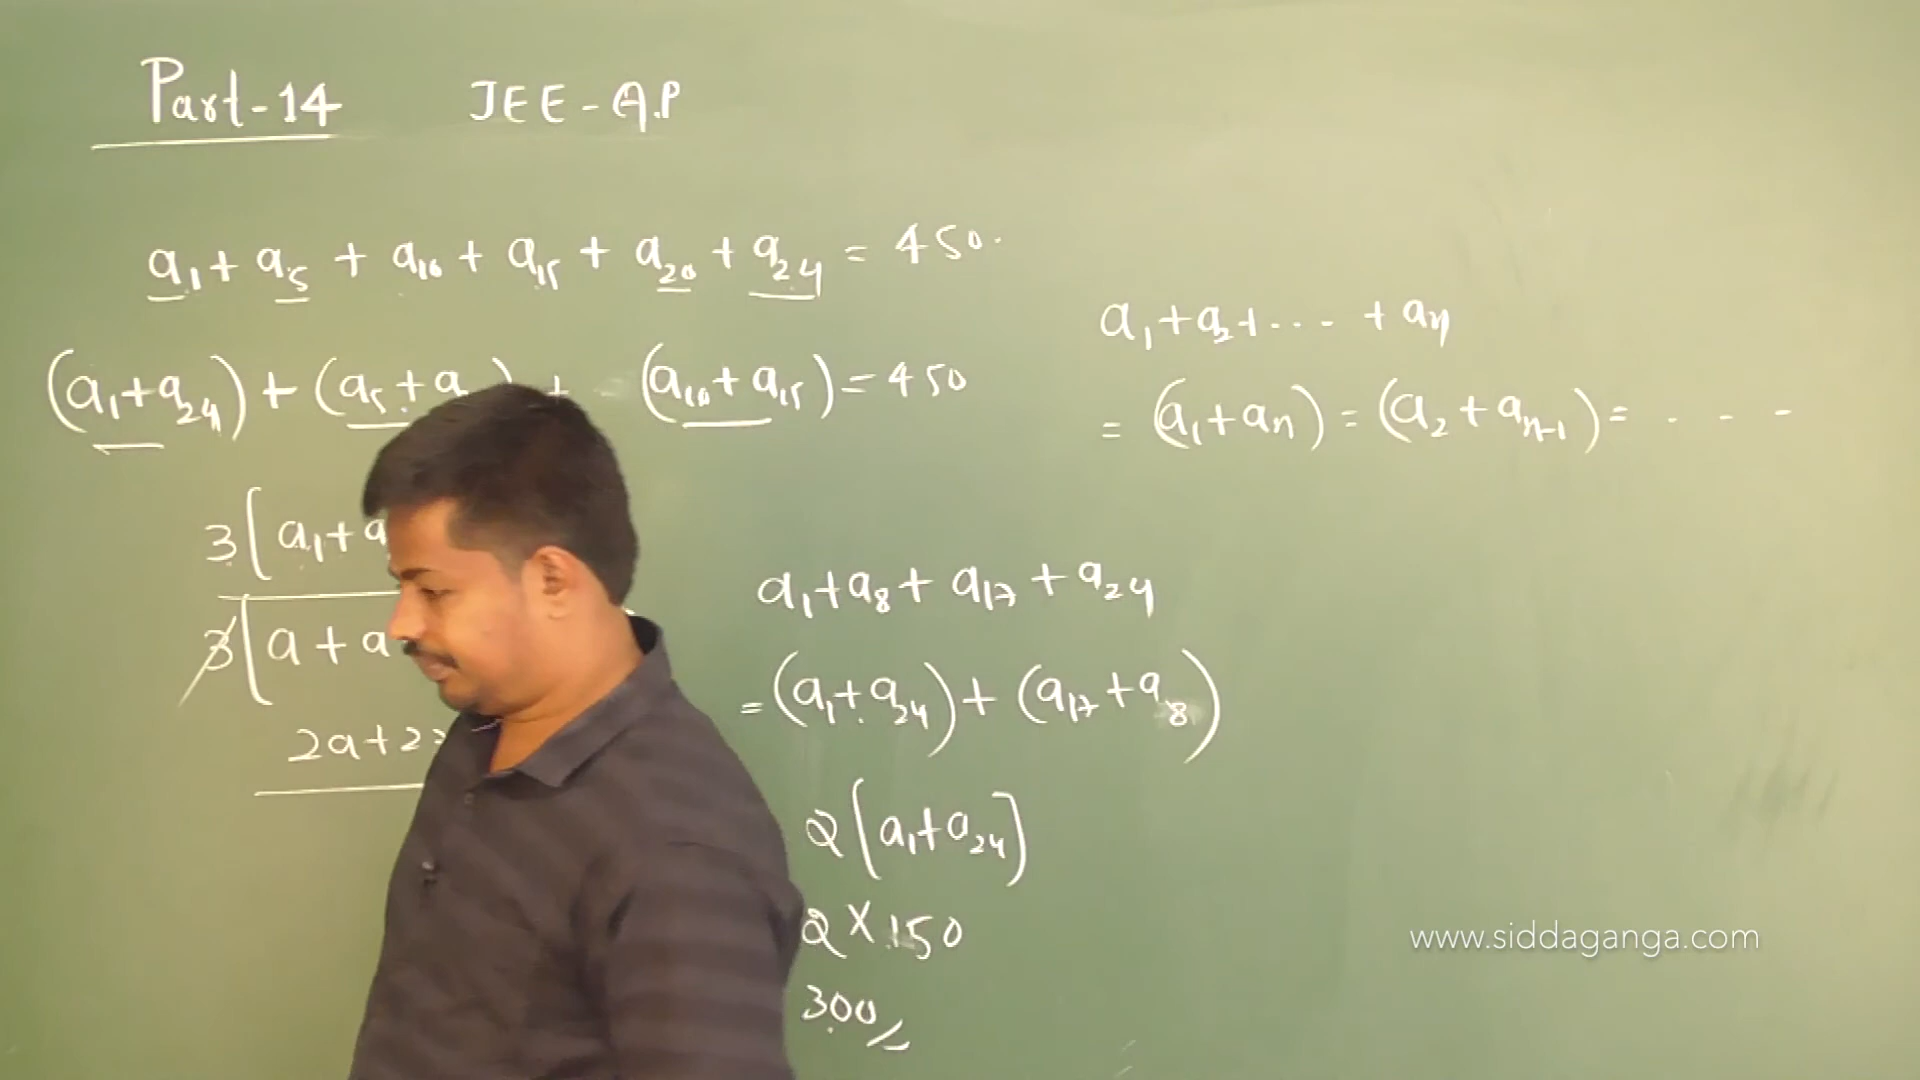 Part-14 JEE-A.P
a₁ + a₅ + a₁₀ + a₁₅ + a₂₀ + a₂₄ = 450.
(a₁+a₂₄) + (a₅+a ) + (a₁₀+a₁₅) = 450
3[a₁+a
3[a+a
2a+23
a₁+a₂+... + aₙ
= (a₁+aₙ) = (a₂+aₙ₋₁) = . - -
a₁+a₈+a₁₇+a₂₄
= (a₁+a₂₄)+(a₁₇+a₈)
2[a₁+a₂₄]
2×150
300
www.siddaganga.com